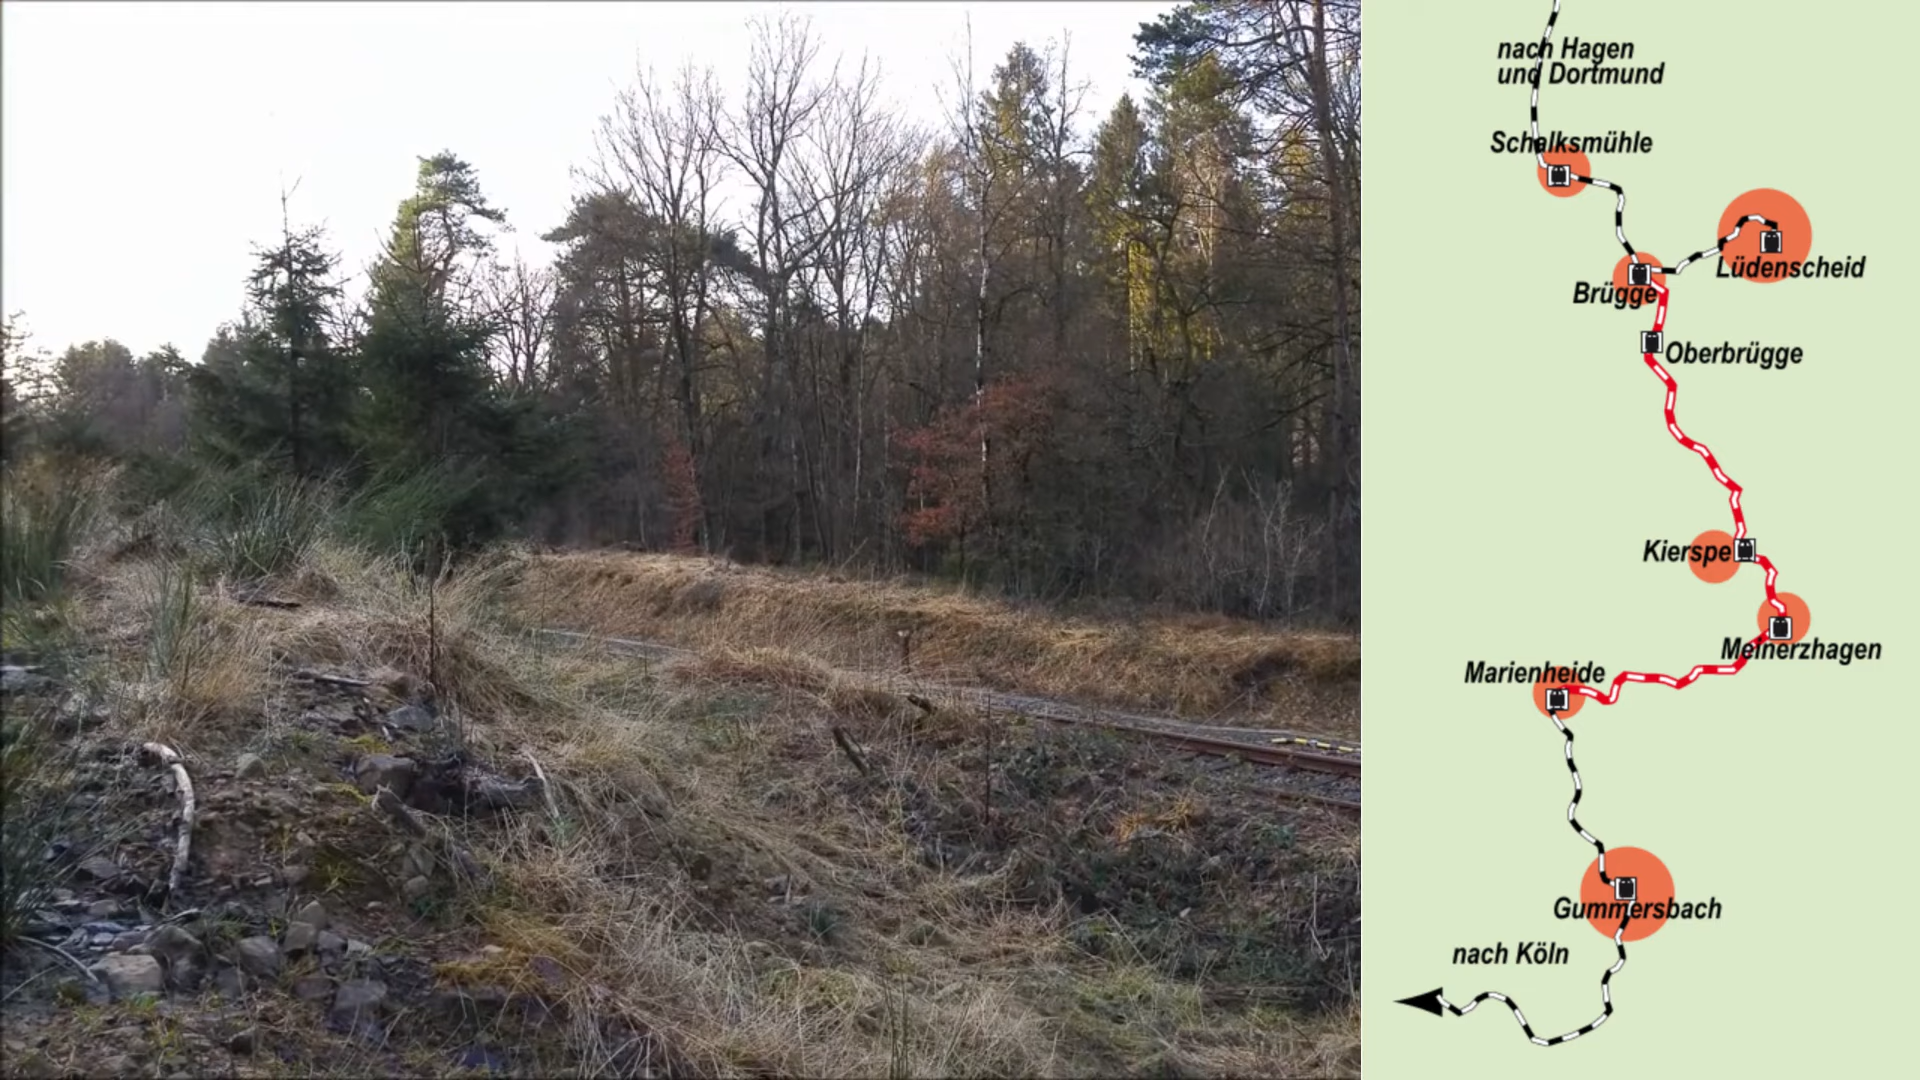 nach Hagen
und Dortmund
Schalksmühle
Lüdenscheid
Brügge
Oberbrügge
Kierspe
Meinerzhagen
Marienheide
Gummersbach
nach Köln